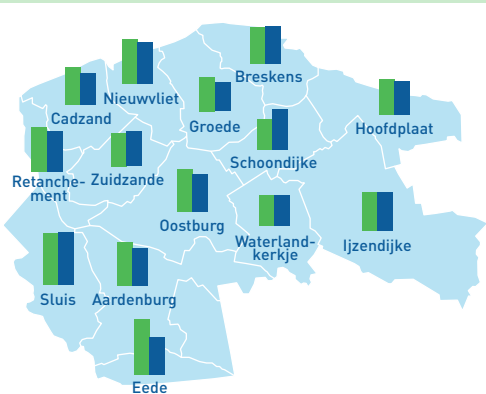 Breskens
Nieuwvliet
Cadzand
Groede
Hoofdplaat
Schoondijke
Retanche-
ment
Zuidzande
Oostburg
Waterland-
kerkje
Ijzendijke
Sluis
Aardenburg
Eede